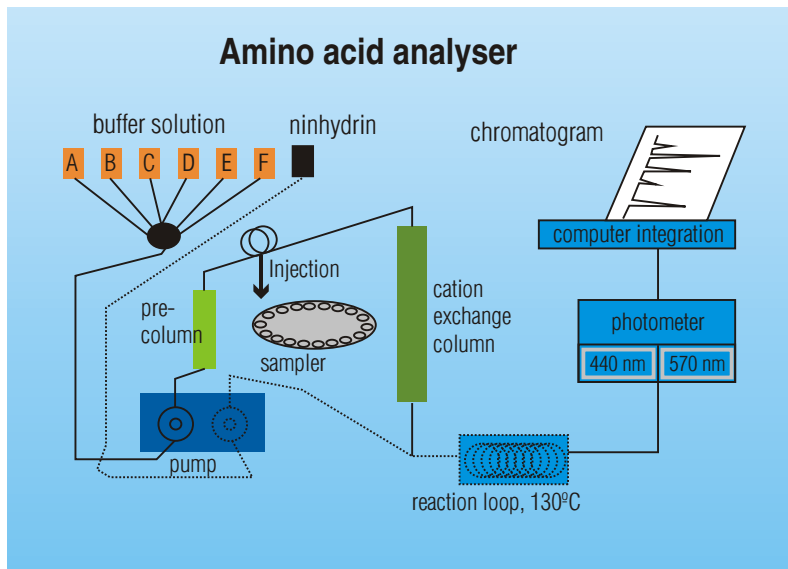 Amino acid analyser
buffer solution
ninhydrin
A B C D E F
chromatogram
computer integration
Injection
pre-
column
sampler
cation
exchange
column
photometer
440 nm
570 nm
pump
reaction loop, 130ºC